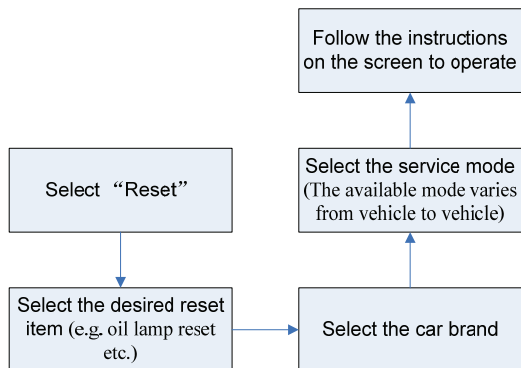 Select “Reset”
Select the desired reset
item (e.g. oil lamp reset
etc.)
Select the car brand
Select the service mode
(The available mode varies
from vehicle to vehicle)
Follow the instructions
on the screen to operate